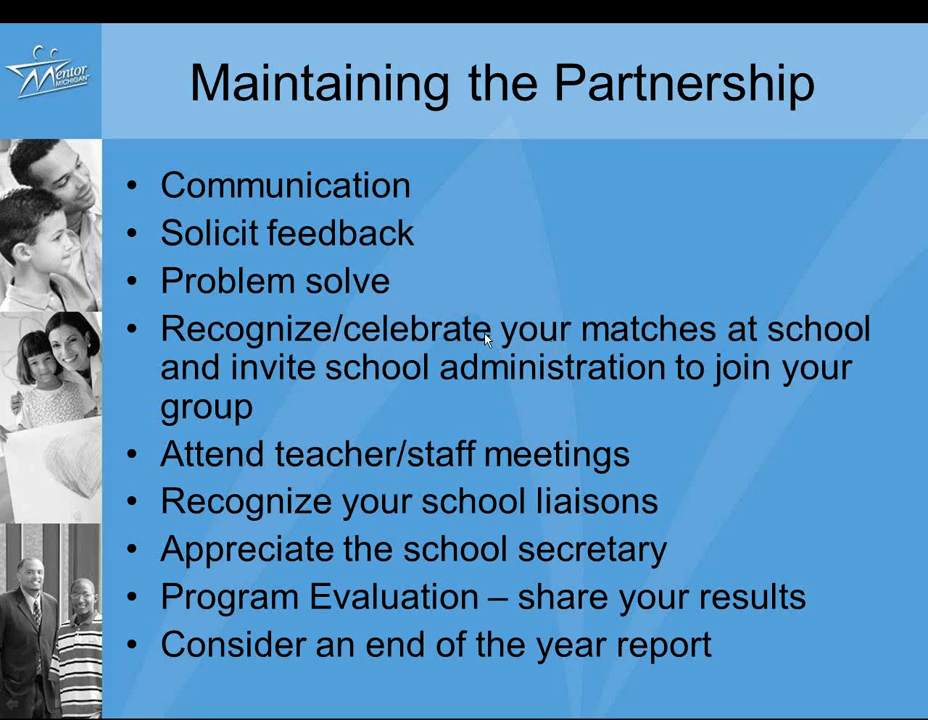 Mentor
MICHIGAN
Maintaining the Partnership
• Communication
• Solicit feedback
• Problem solve
• Recognize/celebrate your matches at school
and invite school administration to join your
group
• Attend teacher/staff meetings
• Recognize your school liaisons
• Appreciate the school secretary
• Program Evaluation – share your results
• Consider an end of the year report